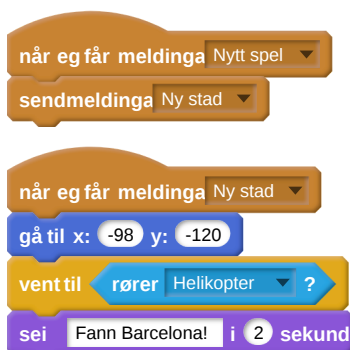 når eg får meldinga Nytt spel
sendmeldinga Ny stad
når eg får meldinga Ny stad
gå til x: -98 y: -120
vent til rører Helikopter ?
sei Fann Barcelona! i 2 sekund